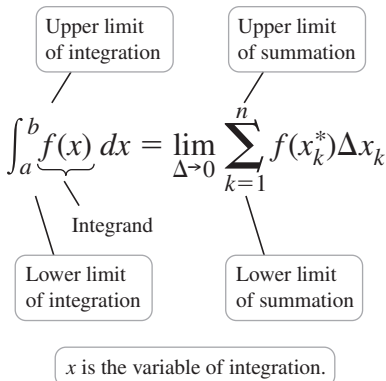 Upper limit
of integration
Upper limit
of summation
∫_a^b f(x) dx = lim_{Δ→0} ∑_{k=1}^n f(x_k^*)Δx_k
Integrand
Lower limit
of integration
Lower limit
of summation
x is the variable of integration.